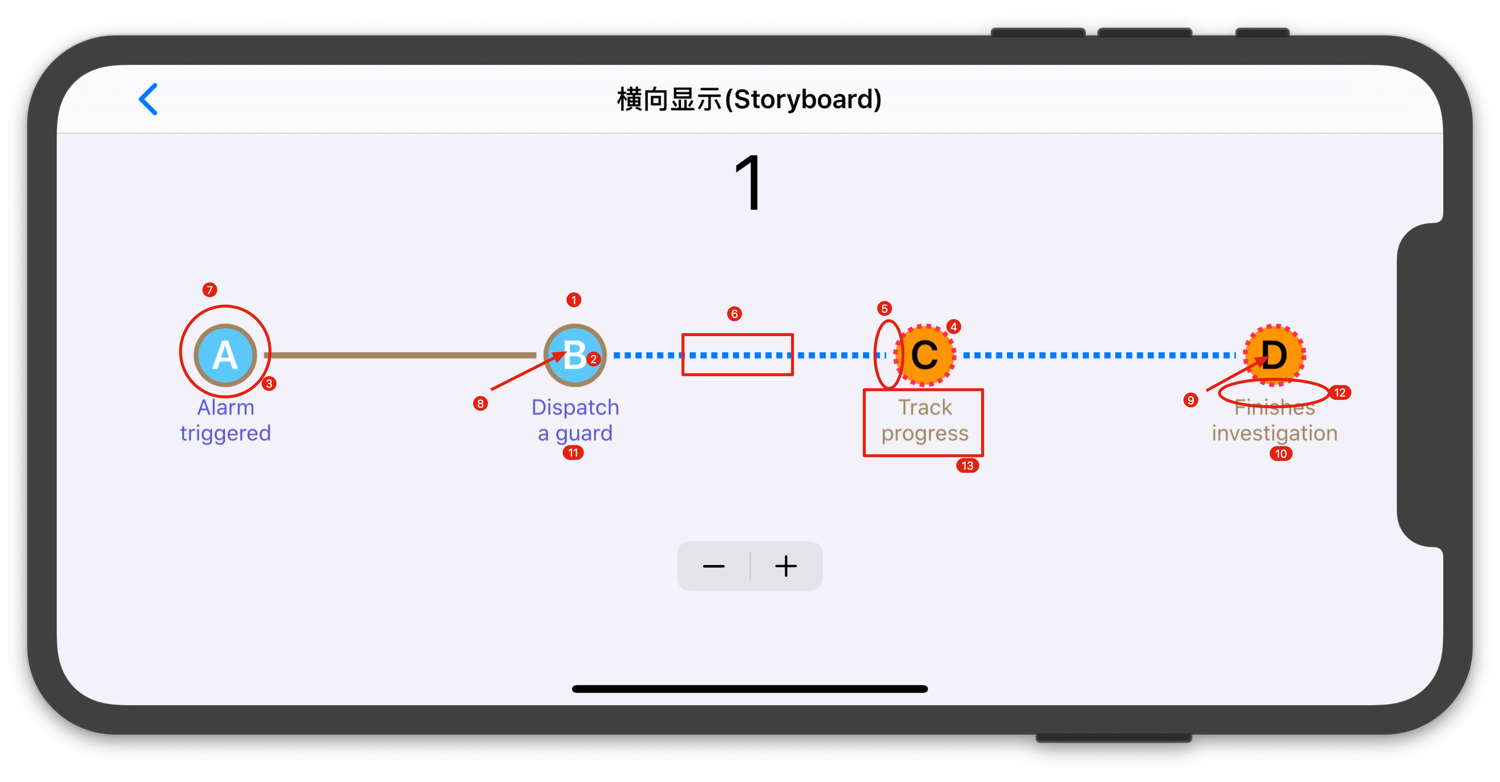 横向显示(Storyboard)
1
7
1
6
5
4
A
B
2
C
D
3
8
9
12
Alarm
triggered
Dispatch
a guard
Track
progress
Finishes
investigation
11
13
10
− +